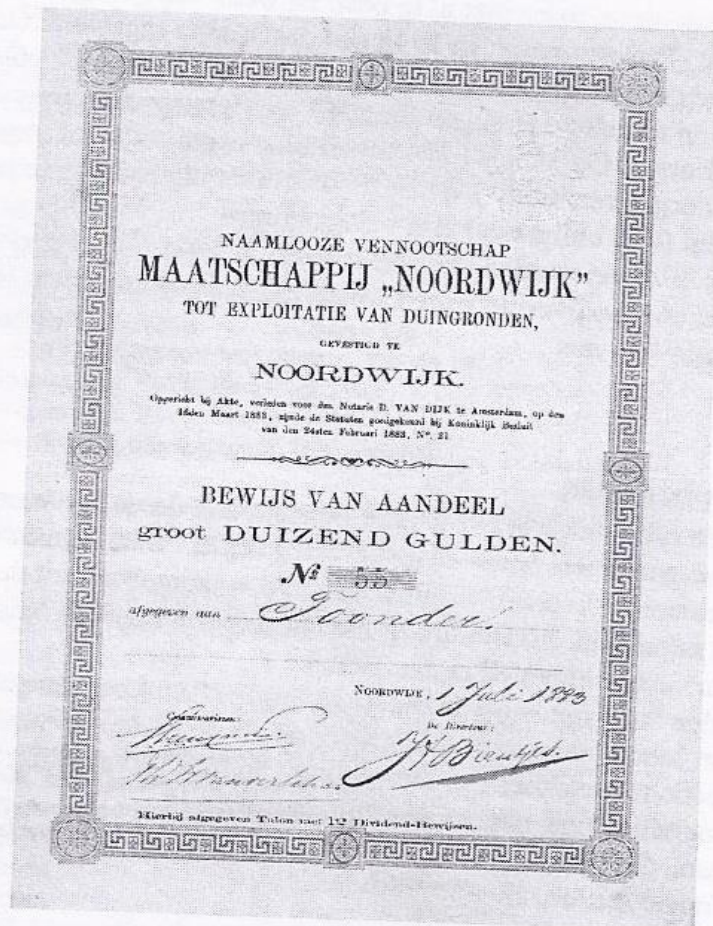 NAAMLOOZE VENNOOTSCHAP
MAATSCHAPPIJ „NOORDWIJK”
TOT EXPLOITATIE VAN DUINGRONDEN,
GEVESTIGD TE
NOORDWIJK.
Opgericht bij Akte, verleden voor den Notaris D. VAN DIJK te Amsterdam, op den
16den Maart 1883, zijnde de Statuten goedgekeurd bij Koninklijk Besluit
van den 24sten Februari 1883, No. 21
BEWIJS VAN AANDEEL
groot DUIZEND GULDEN.
No 55
afgegeven aan Toonder.
NOORDWIJK, 1 Juli 1893
Commissarissen: De Directeur:
JH Bientjes.
Hierbij afgegeven Talon met Dividend-Bewijzen.